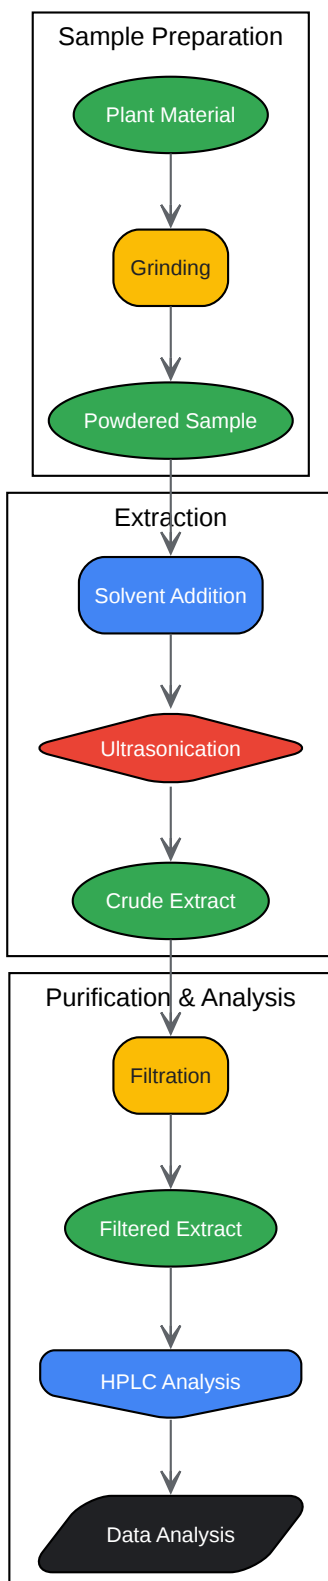 Sample Preparation
Plant Material
Grinding
Powdered Sample
Extraction
Solvent Addition
Ultrasonication
Crude Extract
Purification & Analysis
Filtration
Filtered Extract
HPLC Analysis
Data Analysis